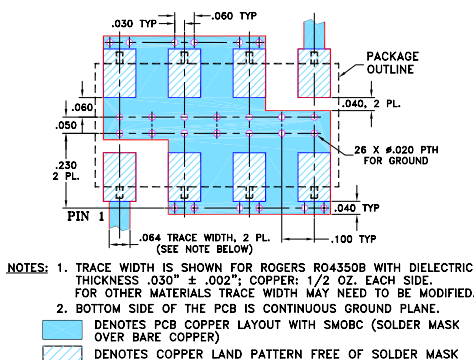 .060 TYP
.030 TYP
PACKAGE
OUTLINE
.040, 2 PL.
.060
.050
26 X ø.020 PTH
FOR GROUND
.230
2 PL.
PIN 1
.040 TYP
.064 TRACE WIDTH, 2 PL.
(SEE NOTE BELOW)
.100 TYP
NOTES: 1. TRACE WIDTH IS SHOWN FOR ROGERS RO4350B WITH DIELECTRIC
THICKNESS .030" ± .002"; COPPER: 1/2 OZ. EACH SIDE.
FOR OTHER MATERIALS TRACE WIDTH MAY NEED TO BE MODIFIED.
2. BOTTOM SIDE OF THE PCB IS CONTINUOUS GROUND PLANE.
DENOTES PCB COPPER LAYOUT WITH SMOBC (SOLDER MASK
OVER BARE COPPER)
DENOTES COPPER LAND PATTERN FREE OF SOLDER MASK